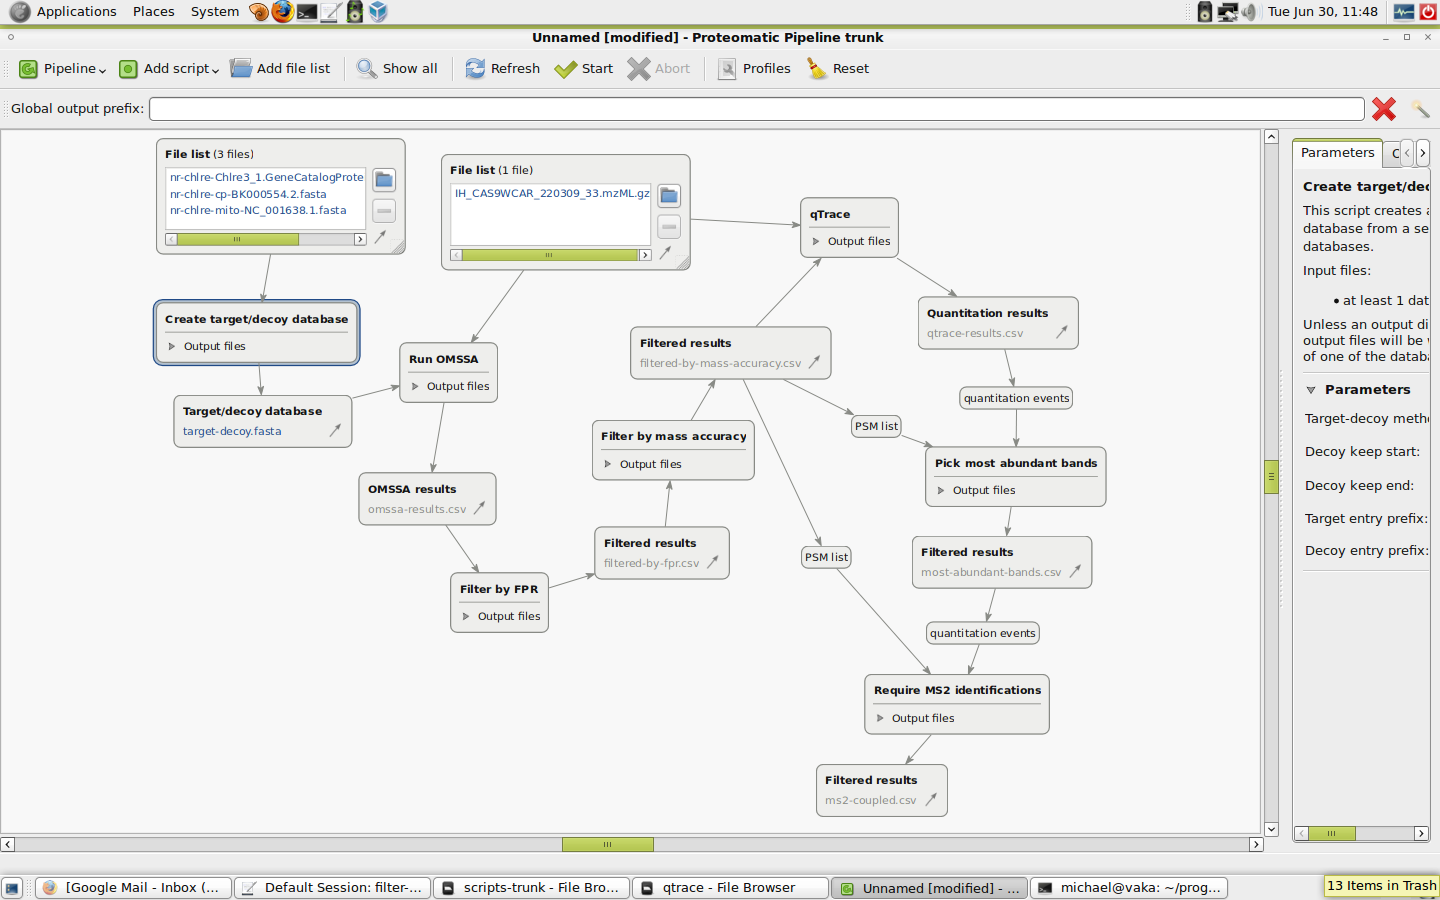 Applications Places System Tue Jun 30, 11:48
Unnamed [modified] - Proteomatic Pipeline trunk
Pipeline Add script Add file list Show all Refresh Start Abort Profiles Reset
Global output prefix:
File list (3 files)
nr-chlre-Chlre3_1.GeneCatalogProte
nr-chlre-cp-BK000554.2.fasta
nr-chlre-mito-NC_001638.1.fasta
File list (1 file)
IH_CAS9WCAR_220309_33.mzML.gz
qTrace
Output files
Create target/decoy database
Output files
Target/decoy database
target-decoy.fasta
Run OMSSA
Output files
OMSSA results
omssa-results.csv
Filter by FPR
Output files
Filtered results
filtered-by-fpr.csv
Filter by mass accuracy
Output files
Filtered results
filtered-by-mass-accuracy.csv
Quantitation results
qtrace-results.csv
quantitation events
PSM list
Pick most abundant bands
Output files
Filtered results
most-abundant-bands.csv
PSM list
quantitation events
Require MS2 identifications
Output files
Filtered results
ms2-coupled.csv
Parameters
Create target/dec
This script creates a
database from a se
databases.
Input files:
• at least 1 dat
Unless an output di
output files will be
of one of the databa
Parameters
Target-decoy meth
Decoy keep start:
Decoy keep end:
Target entry prefix:
Decoy entry prefix:
[Google Mail - Inbox (... Default Session: filter-... scripts-trunk - File Bro... qtrace - File Browser Unnamed [modified] - ... michael@vaka: ~/prog...
13 Items in Trash